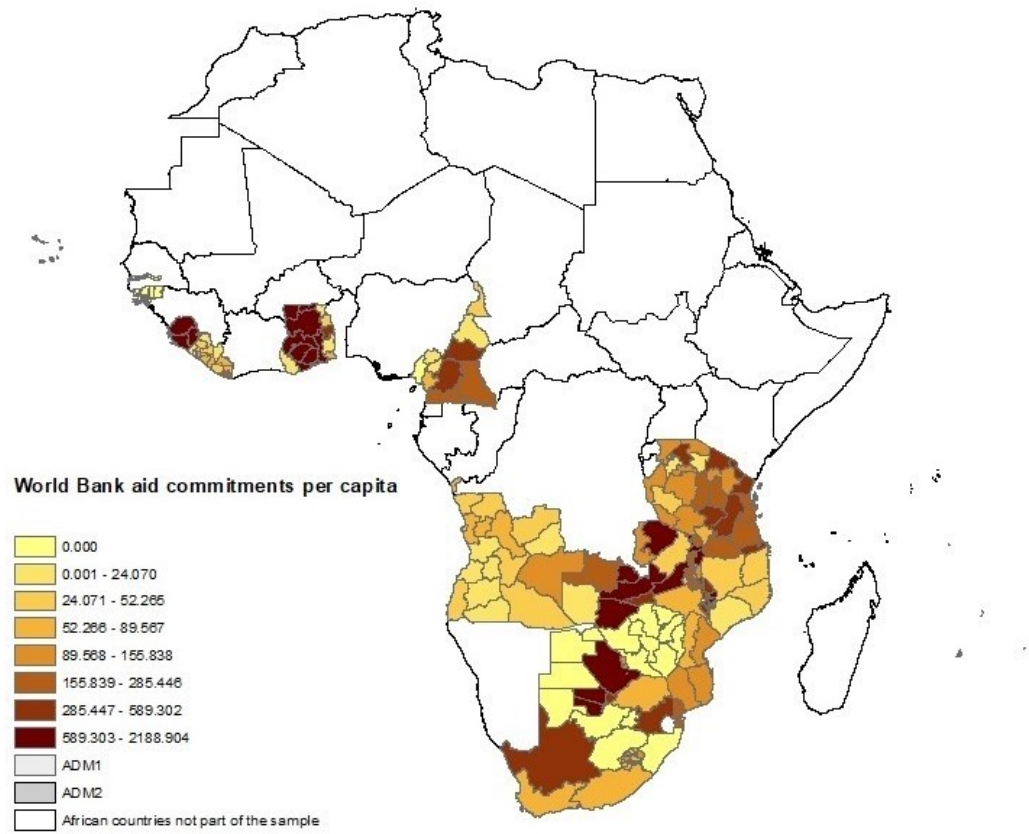 World Bank aid commitments per capita
0.000
0.001 - 24.070
24.071 - 52.265
52.266 - 89.567
89.568 - 155.838
155.839 - 285.446
285.447 - 589.302
589.303 - 2188.904
ADM1
ADM2
African countries not part of the sample